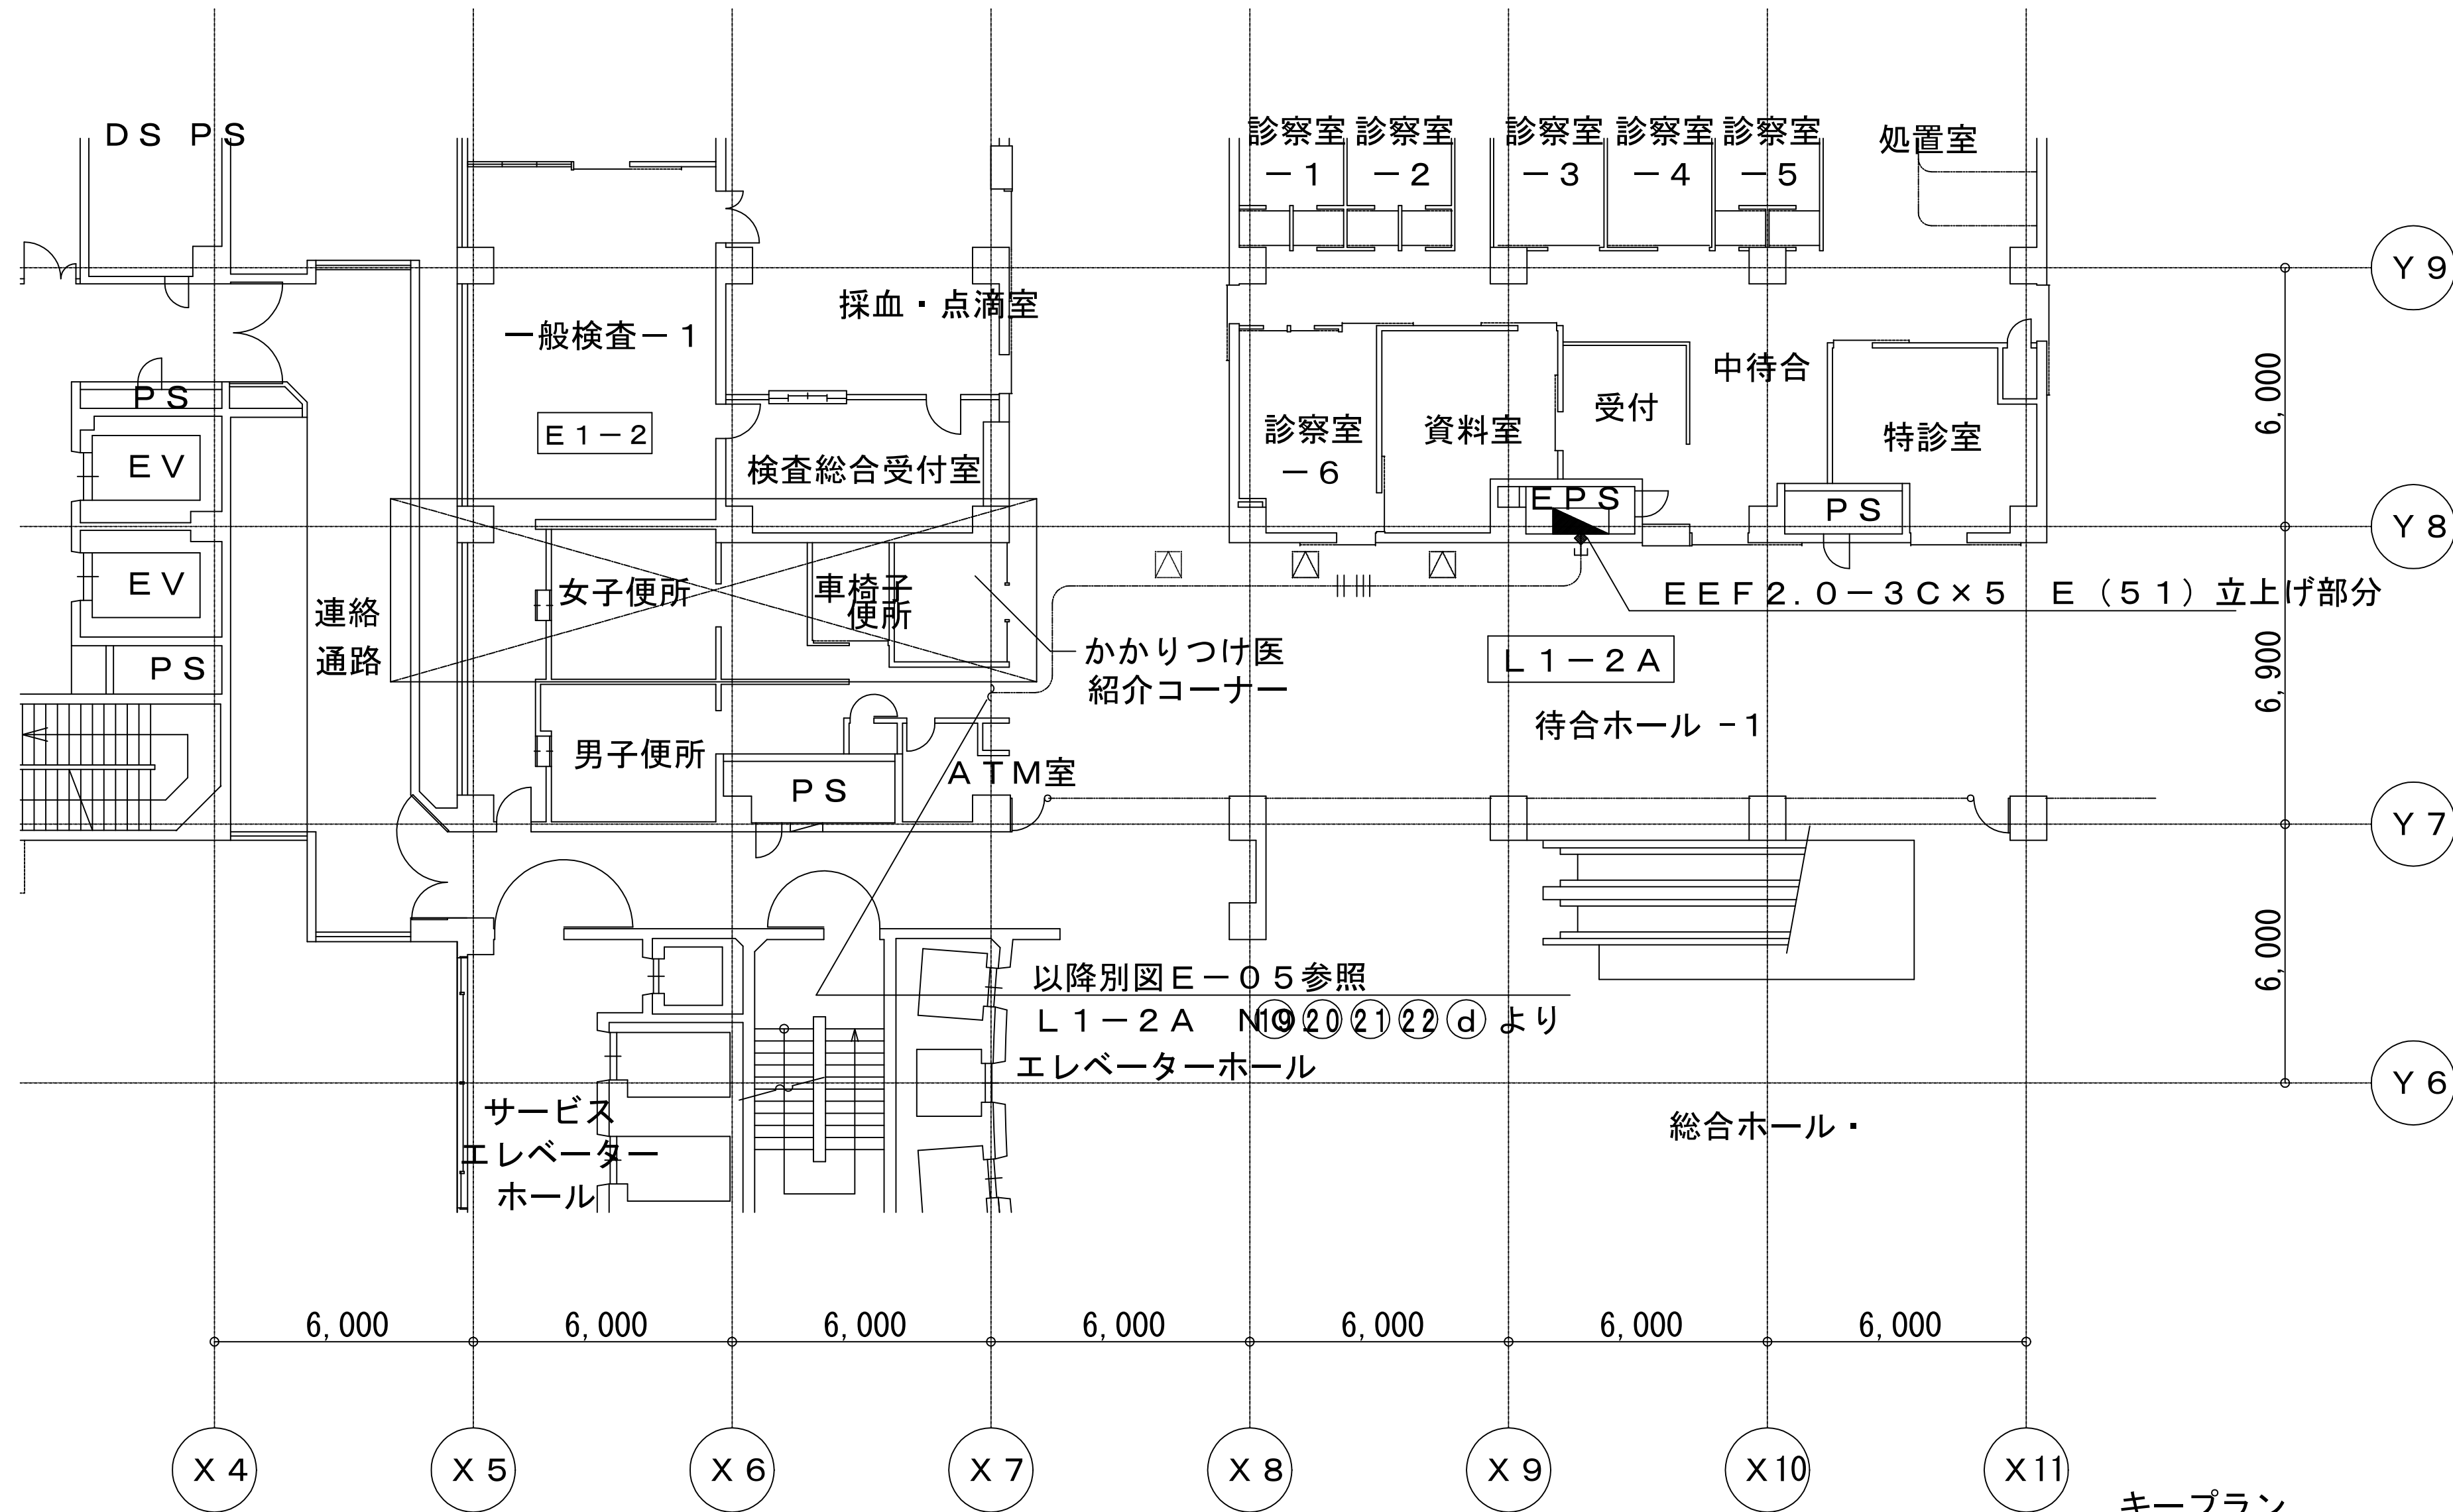 ＤＳ ＰＳ
診察室
－１
診察室
－２
診察室
－３
診察室
－４
診察室
－５
処置室
Ｙ９
採血・点滴室
一般検査－１
中待合
6,000
ＰＳ
Ｅ１－２
受付
診察室
－６
資料室
特診室
ＥＶ
検査総合受付室
ＥＰＳ
ＰＳ
Ｙ８
ＥＶ
連絡
通路
女子便所
車椅子
便所
ＥＥＦ２.０－３Ｃ×５　Ｅ（５１）立上げ部分
ＰＳ
かかりつけ医
紹介コーナー
Ｌ１－２Ａ
6,900
待合ホール －１
男子便所
ＰＳ
ＡＴＭ室
Ｙ７
以降別図Ｅ－０５参照
Ｌ１－２Ａ　⑲⑳㉑㉒ⓓより
エレベーターホール
6,000
Ｙ６
サービス
エレベーター
ホール
総合ホール・
6,000 6,000 6,000 6,000 6,000 6,000 6,000
Ｘ４ Ｘ５ Ｘ６ Ｘ７ Ｘ８ Ｘ９ Ｘ10 Ｘ11
キープラン